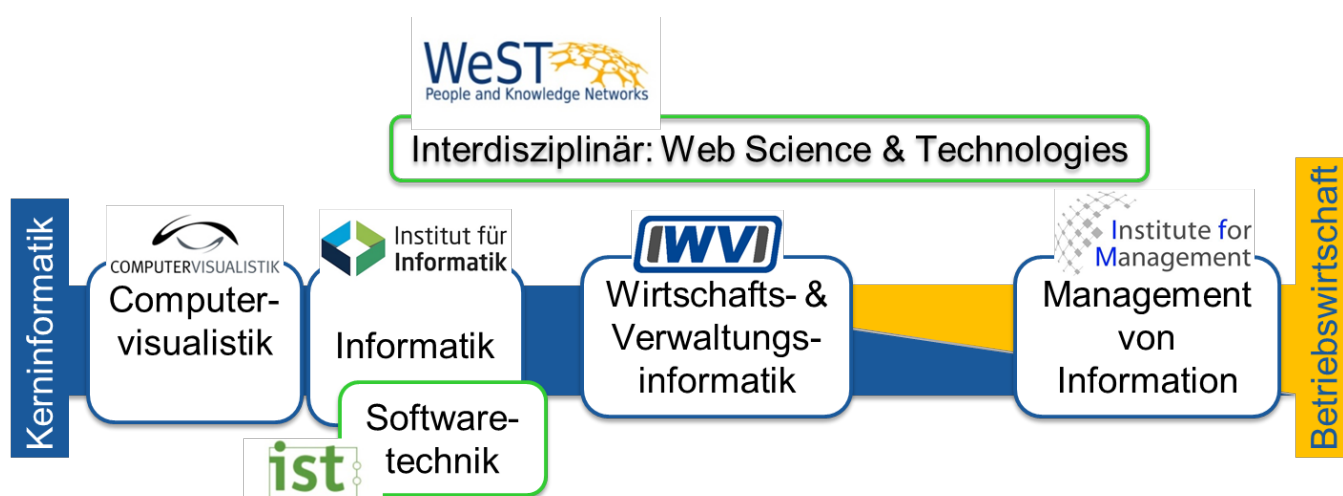 WeST
People and Knowledge Networks
Interdisziplinär: Web Science & Technologies
Kerninformatik
COMPUTERVISUALISTIK
Computer-
visualistik
Institut für
Informatik
Informatik
Software-
technik
ist
IWVI
Wirtschafts- &
Verwaltungs-
informatik
Institute for
Management
Management
von
Information
Betriebswirtschaft